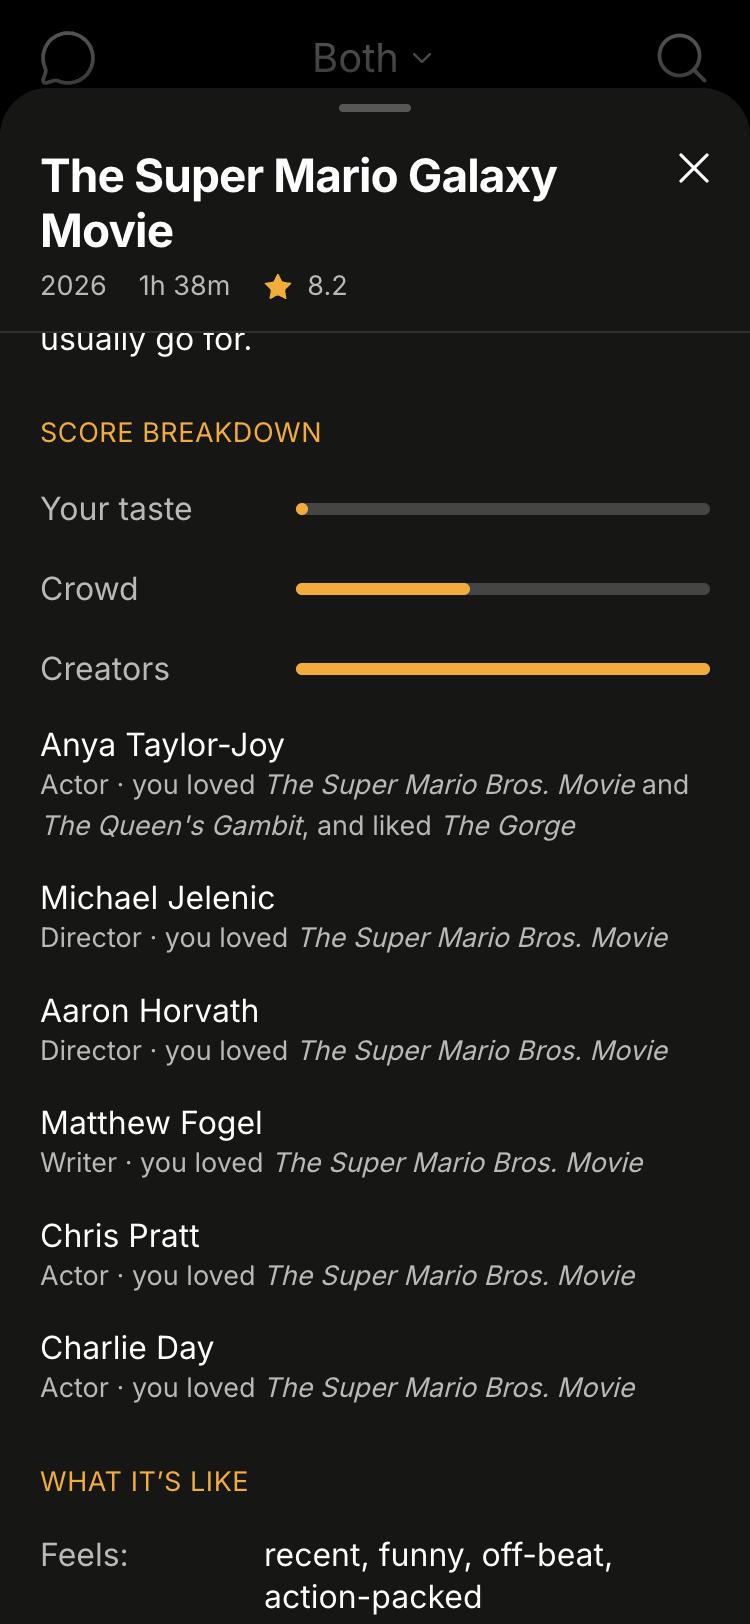 Both
The Super Mario Galaxy
Movie
2026 1h 38m 8.2
usually go for.
SCORE BREAKDOWN
Your taste
Crowd
Creators
Anya Taylor-Joy
Actor · you loved The Super Mario Bros. Movie and
The Queen's Gambit, and liked The Gorge
Michael Jelenic
Director · you loved The Super Mario Bros. Movie
Aaron Horvath
Director · you loved The Super Mario Bros. Movie
Matthew Fogel
Writer · you loved The Super Mario Bros. Movie
Chris Pratt
Actor · you loved The Super Mario Bros. Movie
Charlie Day
Actor · you loved The Super Mario Bros. Movie
WHAT IT’S LIKE
Feels: recent, funny, off-beat,
action-packed